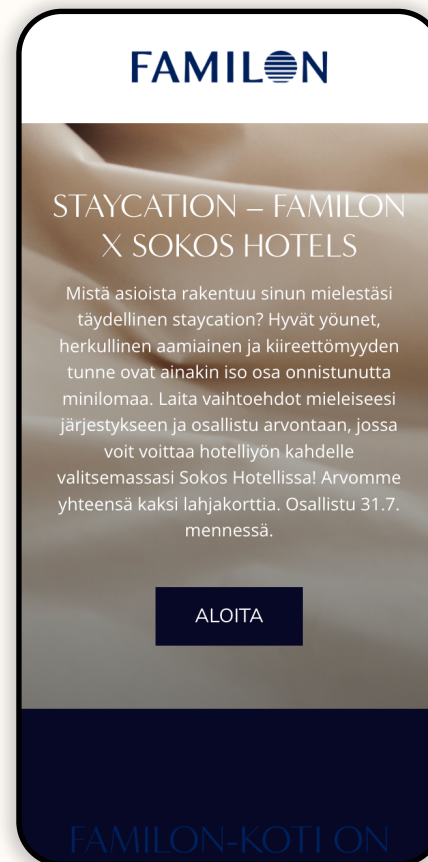 FAMILON
STAYCATION – FAMILON
X SOKOS HOTELS
Mistä asioista rakentuu sinun mielestäsi
täydellinen staycation? Hyvät yöunet,
herkullinen aamiainen ja kiireettömyyden
tunne ovat ainakin iso osa onnistunutta
minilomaa. Laita vaihtoehdot mieleiseesi
järjestykseen ja osallistu arvontaan, jossa
voit voittaa hotelliyön kahdelle
valitsemassasi Sokos Hotellissa! Arvomme
yhteensä kaksi lahjakorttia. Osallistu 31.7.
mennessä.
ALOITA
FAMILON-KOTI ON